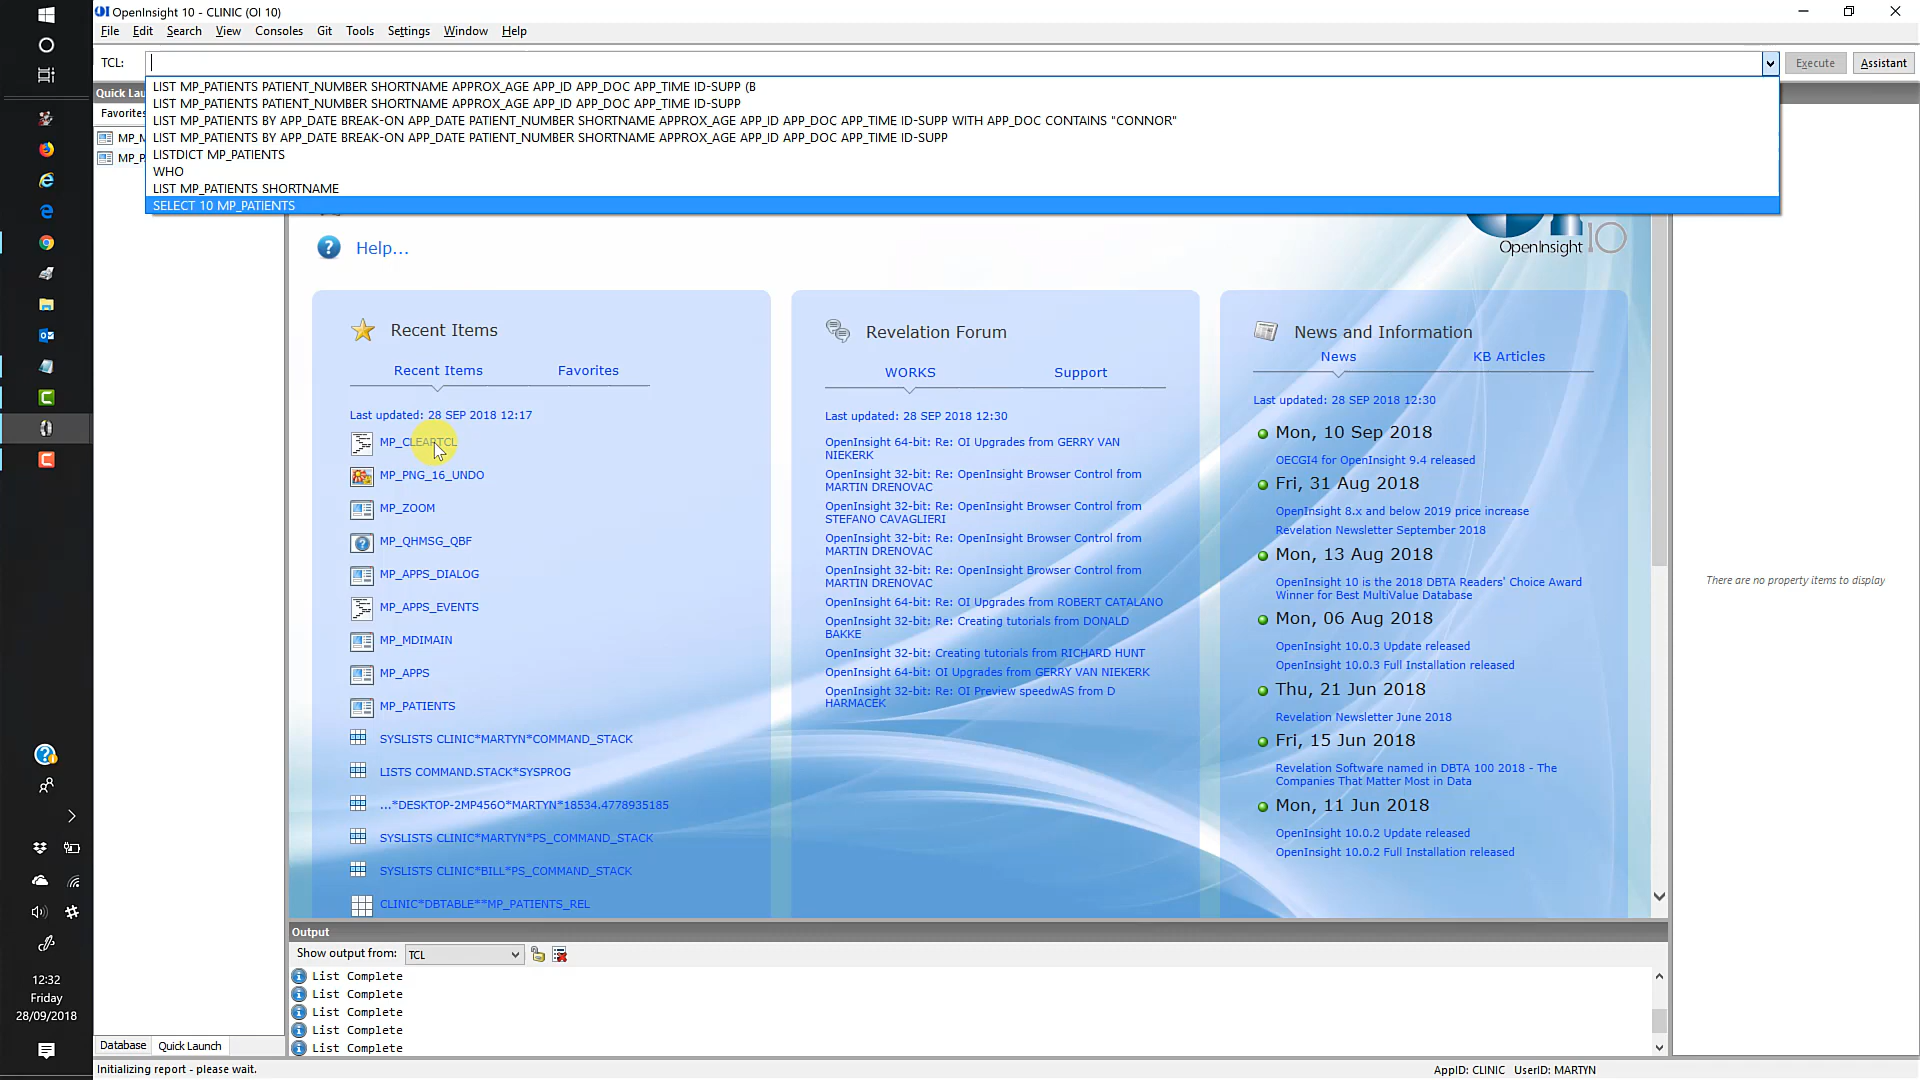 OpenInsight 10 - CLINIC (OI 10)
File Edit Search View Consoles Git Tools Settings Window Help
TCL:
Execute Assistant
LIST MP_PATIENTS PATIENT_NUMBER SHORTNAME APPROX_AGE APP_ID APP_DOC APP_TIME ID-SUPP (B
LIST MP_PATIENTS PATIENT_NUMBER SHORTNAME APPROX_AGE APP_ID APP_DOC APP_TIME ID-SUPP
LIST MP_PATIENTS BY APP_DATE BREAK-ON APP_DATE PATIENT_NUMBER SHORTNAME APPROX_AGE APP_ID APP_DOC APP_TIME ID-SUPP WITH APP_DOC CONTAINS "CONNOR"
LIST MP_PATIENTS BY APP_DATE BREAK-ON APP_DATE PATIENT_NUMBER SHORTNAME APPROX_AGE APP_ID APP_DOC APP_TIME ID-SUPP
LISTDICT MP_PATIENTS
WHO
LIST MP_PATIENTS SHORTNAME
SELECT 10 MP_PATIENTS
Quick Laun
Favorites
MP_M
MP_P
Help...
OpenInsight 10
Recent Items
Recent Items Favorites
Last updated: 28 SEP 2018 12:17
MP_CLEARTCL
MP_PNG_16_UNDO
MP_ZOOM
MP_QHMSG_QBF
MP_APPS_DIALOG
MP_APPS_EVENTS
MP_MDIMAIN
MP_APPS
MP_PATIENTS
SYSLISTS CLINIC*MARTYN*COMMAND_STACK
LISTS COMMAND.STACK*SYSPROG
...*DESKTOP-2MP456O*MARTYN*18534.4778935185
SYSLISTS CLINIC*MARTYN*PS_COMMAND_STACK
SYSLISTS CLINIC*BILL*PS_COMMAND_STACK
CLINIC*DBTABLE**MP_PATIENTS_REL
Revelation Forum
WORKS Support
Last updated: 28 SEP 2018 12:30
OpenInsight 64-bit: Re: OI Upgrades from GERRY VAN
NIEKERK
OpenInsight 32-bit: Re: OpenInsight Browser Control from
MARTIN DRENOVAC
OpenInsight 32-bit: Re: OpenInsight Browser Control from
STEFANO CAVAGLIERI
OpenInsight 32-bit: Re: OpenInsight Browser Control from
MARTIN DRENOVAC
OpenInsight 32-bit: Re: OpenInsight Browser Control from
MARTIN DRENOVAC
OpenInsight 64-bit: Re: OI Upgrades from ROBERT CATALANO
OpenInsight 32-bit: Re: Creating tutorials from DONALD
BAKKE
OpenInsight 32-bit: Creating tutorials from RICHARD HUNT
OpenInsight 64-bit: OI Upgrades from GERRY VAN NIEKERK
OpenInsight 32-bit: Re: OI Preview speedwAS from D
HARMACEK
News and Information
News KB Articles
Last updated: 28 SEP 2018 12:30
Mon, 10 Sep 2018
OECGI4 for OpenInsight 9.4 released
Fri, 31 Aug 2018
OpenInsight 8.x and below 2019 price increase
Revelation Newsletter September 2018
Mon, 13 Aug 2018
OpenInsight 10 is the 2018 DBTA Readers' Choice Award
Winner for Best MultiValue Database
Mon, 06 Aug 2018
OpenInsight 10.0.3 Update released
OpenInsight 10.0.3 Full Installation released
Thu, 21 Jun 2018
Revelation Newsletter June 2018
Fri, 15 Jun 2018
Revelation Software named in DBTA 100 2018 - The
Companies That Matter Most in Data
Mon, 11 Jun 2018
OpenInsight 10.0.2 Update released
OpenInsight 10.0.2 Full Installation released
There are no property items to display
Output
Show output from: TCL
List Complete
List Complete
List Complete
List Complete
List Complete
Database Quick Launch
Initializing report - please wait.
AppID: CLINIC UserID: MARTYN
12:32
Friday
28/09/2018